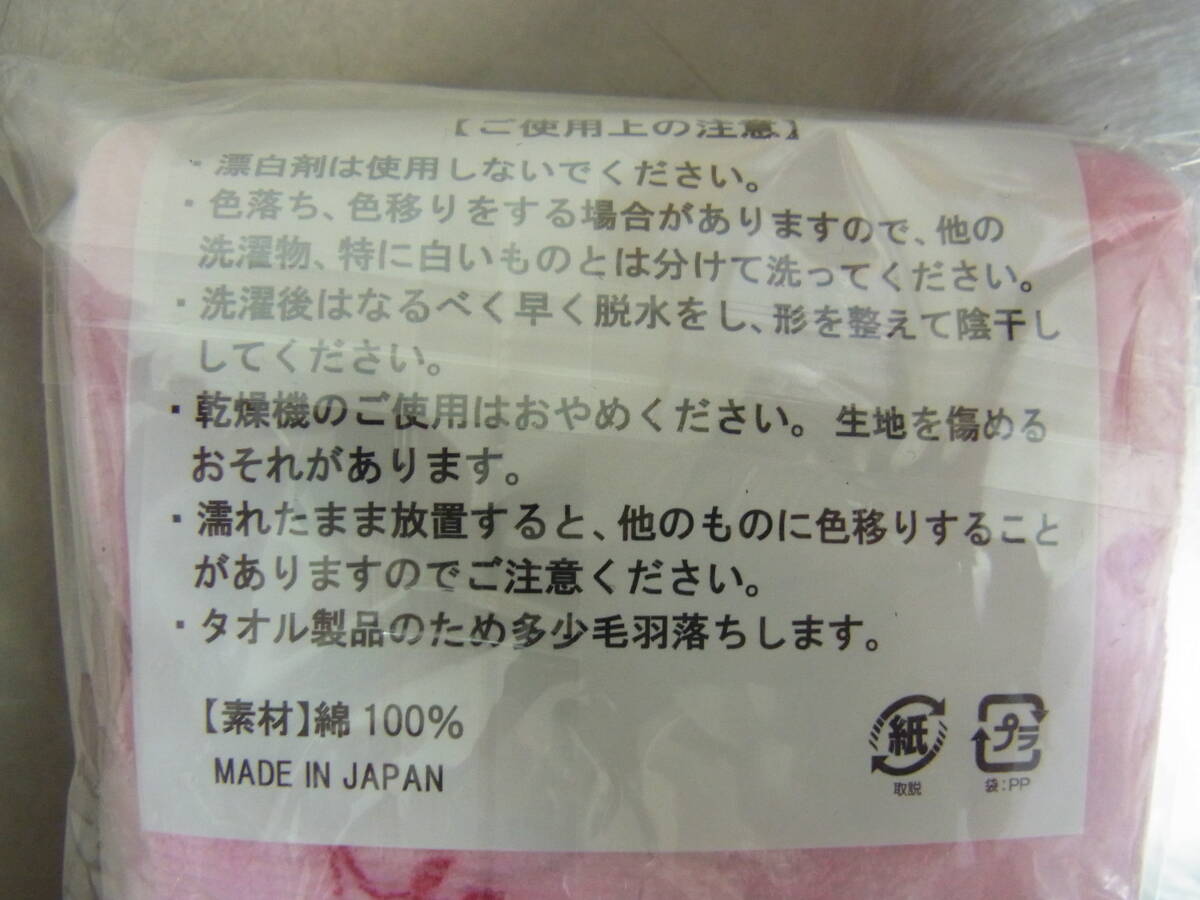 【ご使用上の注意】
・漂白剤は使用しないでください。
・色落ち、色移りをする場合がありますので、他の
洗濯物、特に白いものとは分けて洗ってください。
・洗濯後はなるべく早く脱水をし、形を整えて陰干し
してください。
・乾燥機のご使用はおやめください。生地を傷める
おそれがあります。
・濡れたまま放置すると、他のものに色移りすること
がありますのでご注意ください。
・タオル製品のため多少毛羽落ちします。
【素材】綿100%
MADE IN JAPAN
紙
取脱
プラ
袋:PP